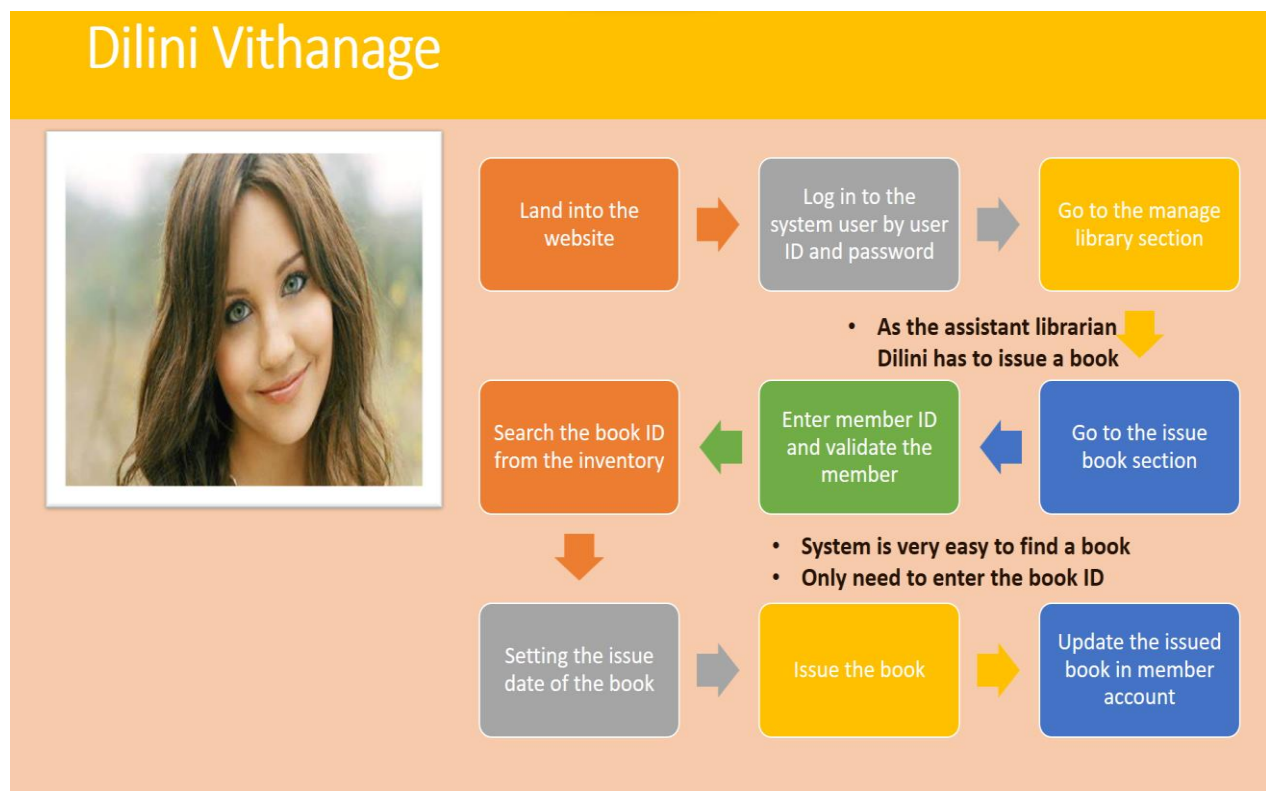 Dilini Vithanage
Land into the
website
Log in to the
system user by user
ID and password
Go to the manage
library section
• As the assistant librarian
Dilini has to issue a book
Go to the issue
book section
Enter member ID
and validate the
member
Search the book ID
from the inventory
• System is very easy to find a book
• Only need to enter the book ID
Setting the issue
date of the book
Issue the book
Update the issued
book in member
account